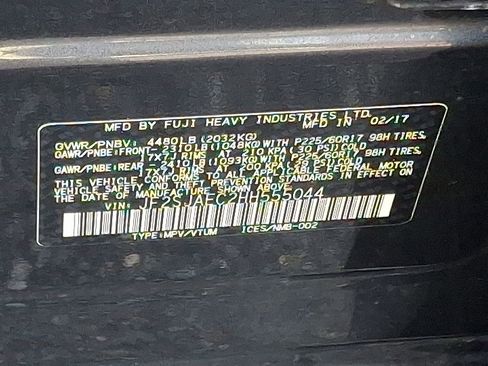 MFD BY FUJI HEAVY INDUSTRIES LTD. MFD IN 02/17
GVWR/PNBV: 4480LB (2032KG)
GAWR/PNBE:FRONT-2310LB(1048KG)WITH P225/60R17 98H TIRES,
17X7J RIMS AT 210 KPA(30 PSI)COLD
GAWR/PNBE:REAR -2410LB(1093KG)WITH P225/60R17 98H TIRES,
17X7J RIMS AT 200 KPA(29 PSI)COLD
THIS VEHICLE CONFORMS TO ALL APPLICABLE FEDERAL MOTOR
VEHICLE SAFETY AND THEFT PREVENTION STANDARDS IN EFFECT ON
THE DATE OF MANUFACTURE SHOWN ABOVE.
VIN: JF2SJAEC2HH555044
TYPE:MPV/VTUM ICES/NMB-002